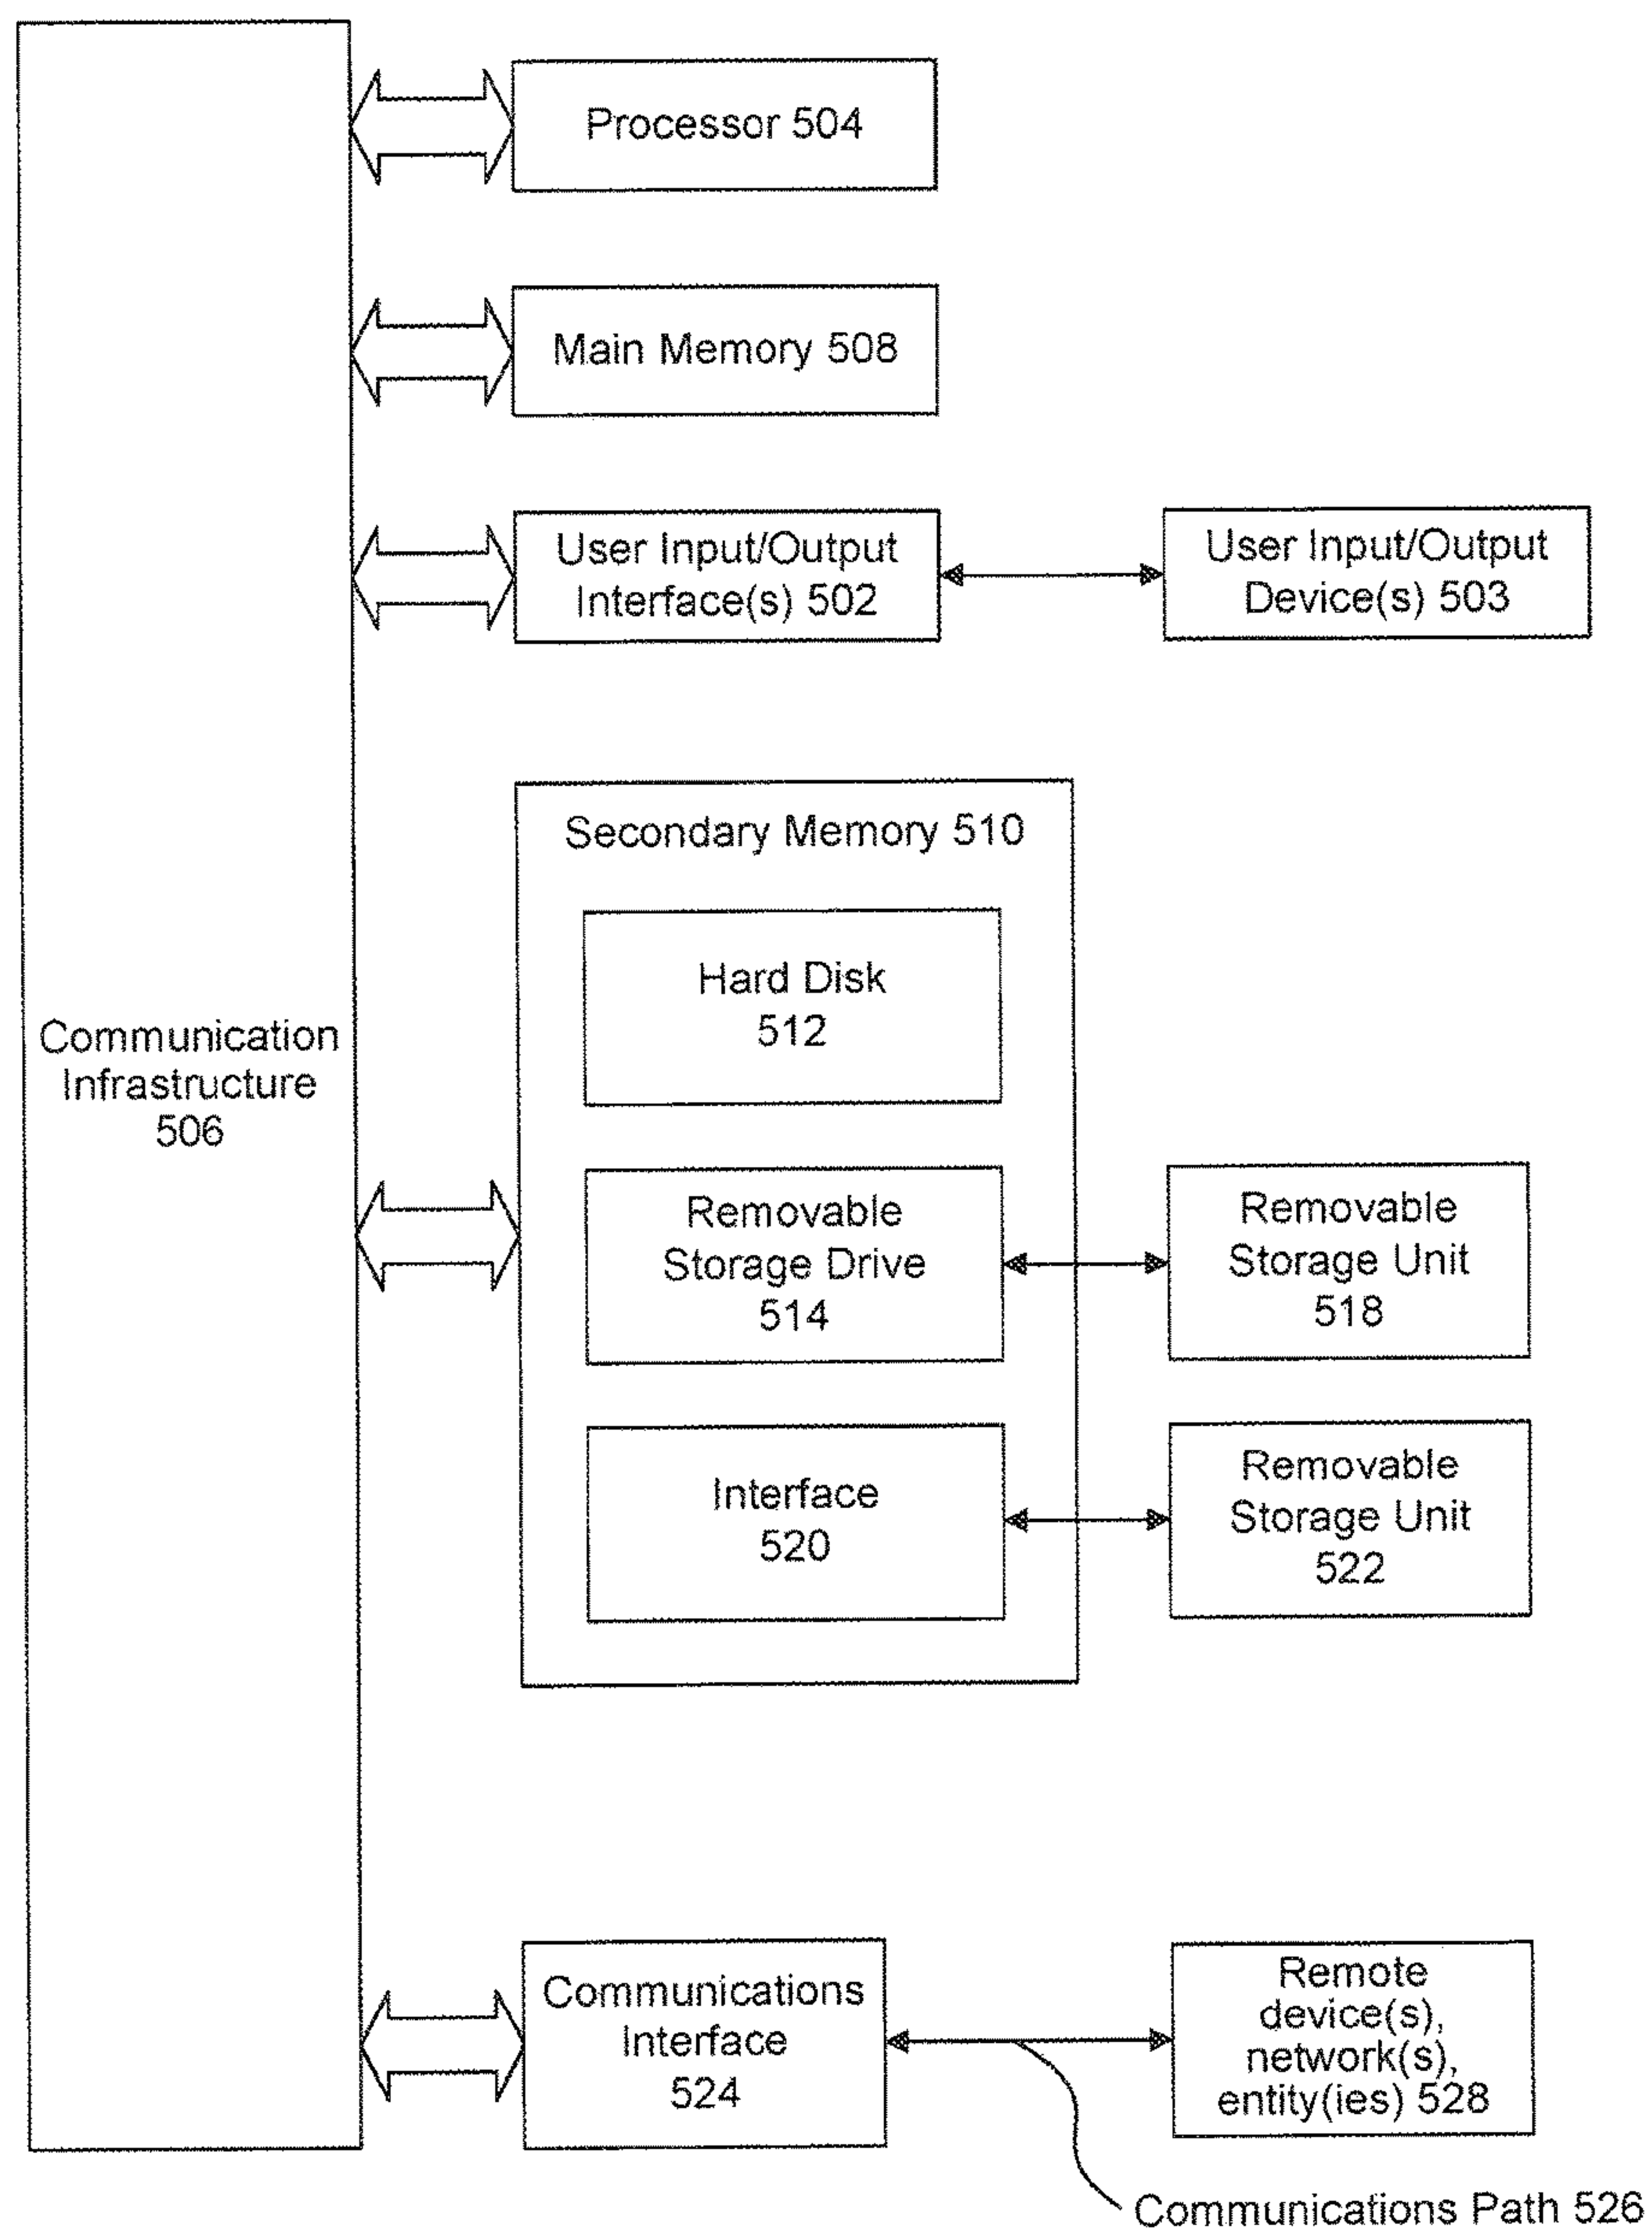 Processor 504
Main Memory 508
User Input/Output
Interface(s) 502
User Input/Output
Device(s) 503
Secondary Memory 510
Hard Disk
512
Communication
Infrastructure
506
Removable
Storage Drive
514
Removable
Storage Unit
518
Interface
520
Removable
Storage Unit
522
Communications
Interface
524
Remote
device(s),
network(s),
entity(ies) 528
Communications Path 526